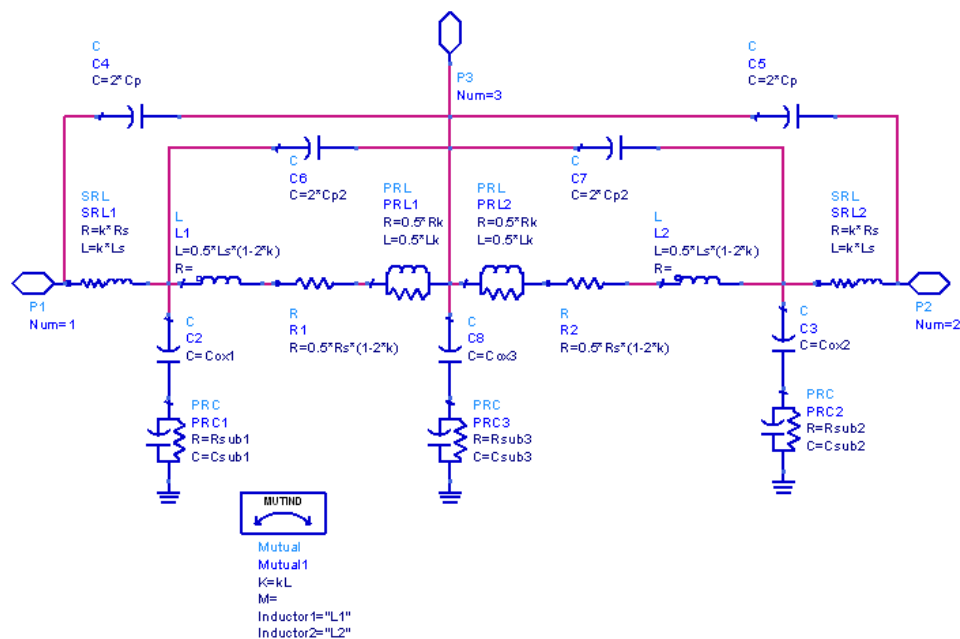 C
C4
C=2*Cp
P3
Num=3
C
C5
C=2*Cp
C
C6
C=2*Cp2
C
C7
C=2*Cp2
SRL
SRL1
R=k*Rs
L=k*Ls
L
L1
L=0.5*Ls*(1-2*k)
R=
PRL
PRL1
R=0.5*Rk
L=0.5*Lk
PRL
PRL2
R=0.5*Rk
L=0.5*Lk
L
L2
L=0.5*Ls*(1-2*k)
R=
SRL
SRL2
R=k*Rs
L=k*Ls
P1
Num=1
R
R1
R=0.5*Rs*(1-2*k)
R
R2
R=0.5*Rs*(1-2*k)
P2
Num=2
C
C2
C=Cox1
C
C8
C=Cox3
C
C3
C=Cox2
PRC
PRC1
R=Rsub1
C=Csub1
PRC
PRC3
R=Rsub3
C=Csub3
PRC
PRC2
R=Rsub2
C=Csub2
MUTIND
Mutual
Mutual1
K=kL
M=
Inductor1="L1"
Inductor2="L2"